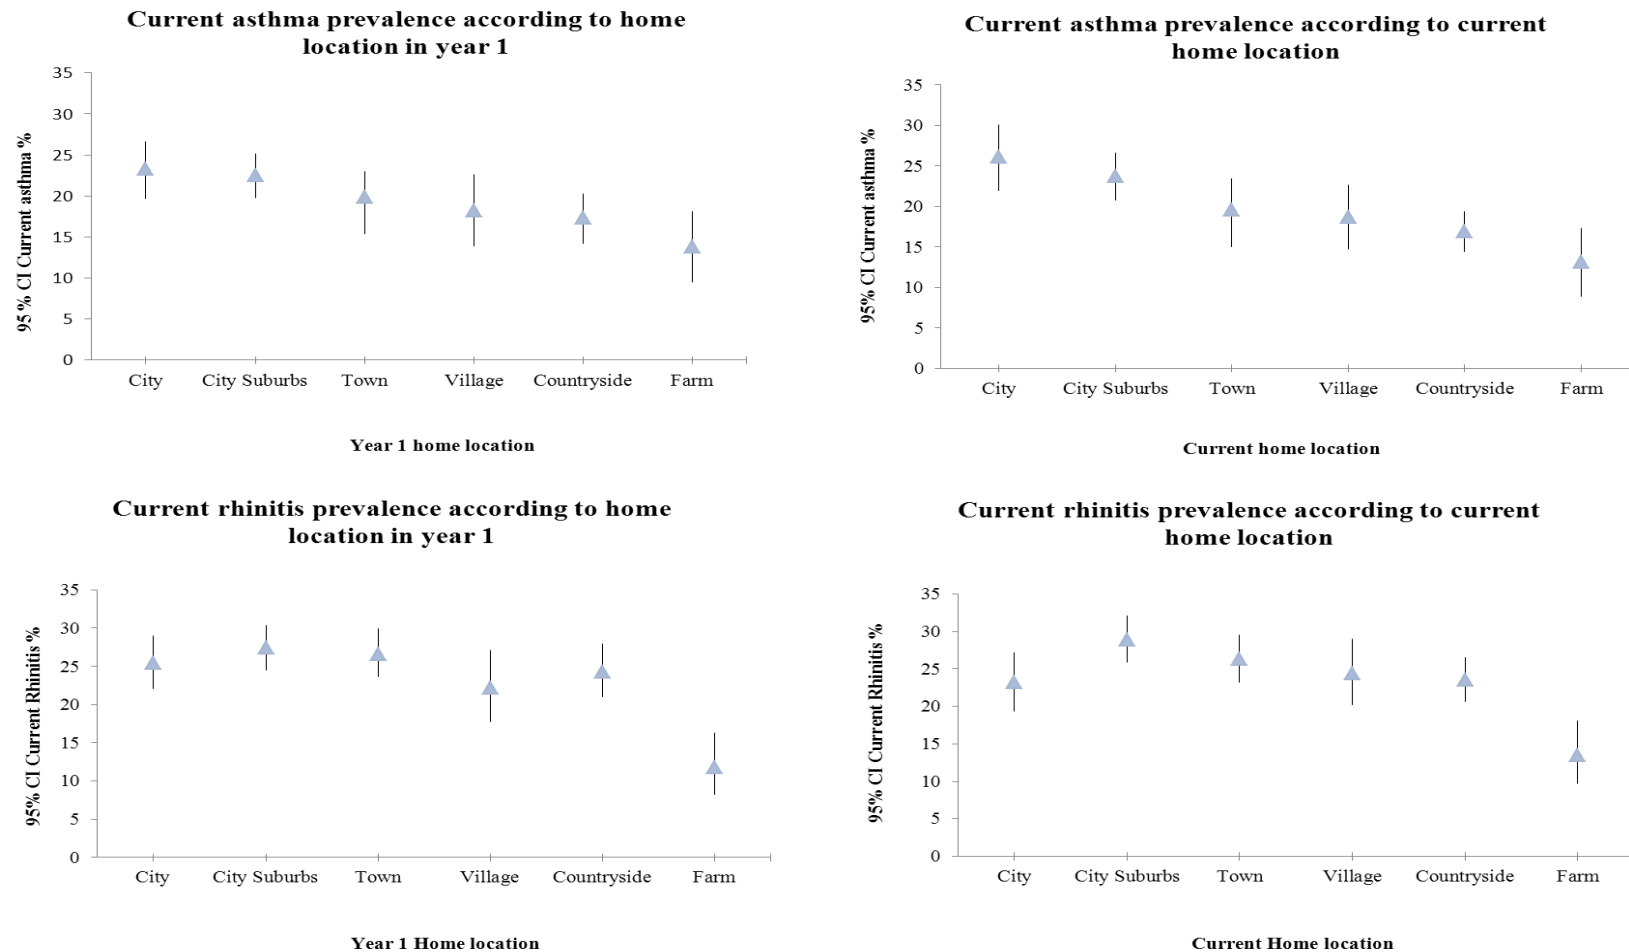 Current asthma prevalence according to home
location in year 1
35
30
25
20
15
10
5
0
95 % CI Current asthma %
City
City Suburbs
Town
Village
Countryside
Farm
Year 1 home location
Current asthma prevalence according to current
home location
35
30
25
20
15
10
5
0
95% CI Current asthma %
City
City Suburbs
Town
Village
Countryside
Farm
Current home location
Current rhinitis prevalence according to home
location in year 1
35
30
25
20
15
10
5
0
95% CI Current Rhinitis %
City
City Suburbs
Town
Village
Countryside
Farm
Year 1 Home location
Current rhinitis prevalence according to current
home location
35
30
25
20
15
10
5
0
95% CI Current Rhinitis %
City
City Suburbs
Town
Village
Countryside
Farm
Current Home location